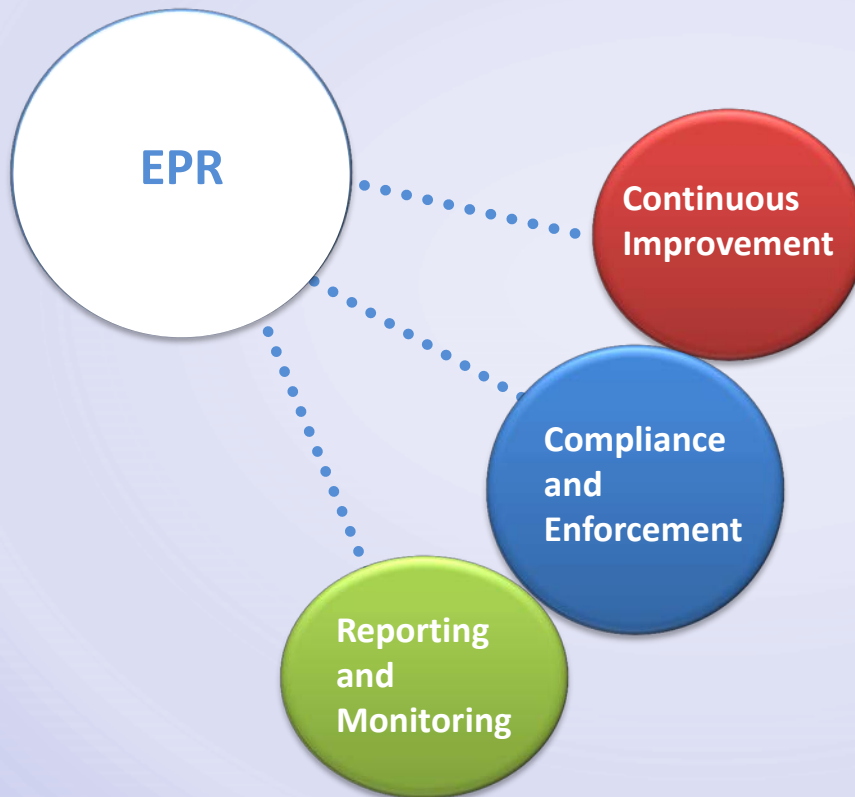 EPR
Continuous
Improvement
Compliance
and
Enforcement
Reporting
and
Monitoring